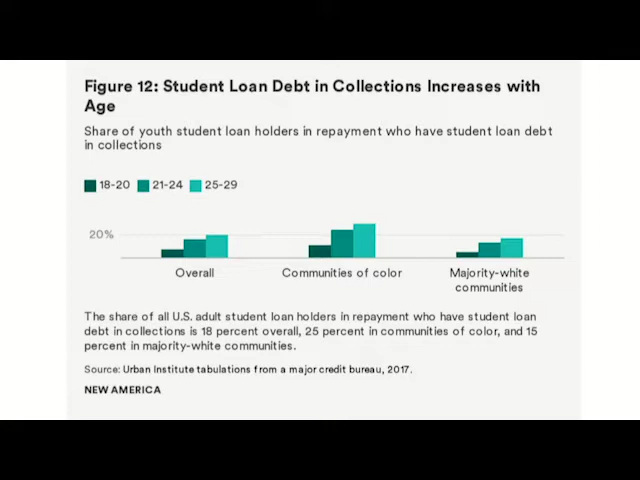 Figure 12: Student Loan Debt in Collections Increases with
Age
Share of youth student loan holders in repayment who have student loan debt
in collections
18-20 21-24 25-29
20%
Overall Communities of color Majority-white
communities
The share of all U.S. adult student loan holders in repayment who have student loan
debt in collections is 18 percent overall, 25 percent in communities of color, and 15
percent in majority-white communities.
Source: Urban Institute tabulations from a major credit bureau, 2017.
NEW AMERICA